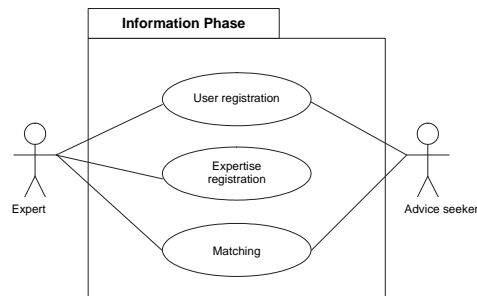 Information Phase
User registration
Expertise
registration
Expert
Advice seeker
Matching